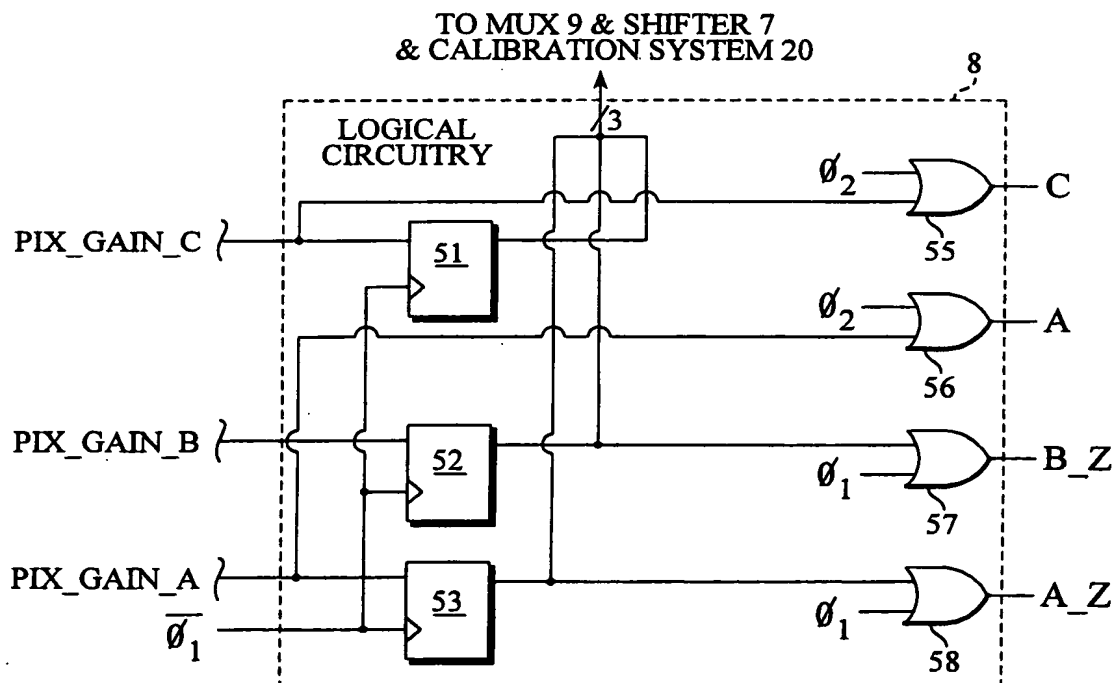 TO MUX 9 & SHIFTER 7
& CALIBRATION SYSTEM 20
8
3
LOGICAL
CIRCUITRY
Ø2
C
55
PIX_GAIN_C
51
Ø2
A
56
PIX_GAIN_B
52
Ø1
B_Z
57
PIX_GAIN_A
53
Ø1
A_Z
58
Ø̅1